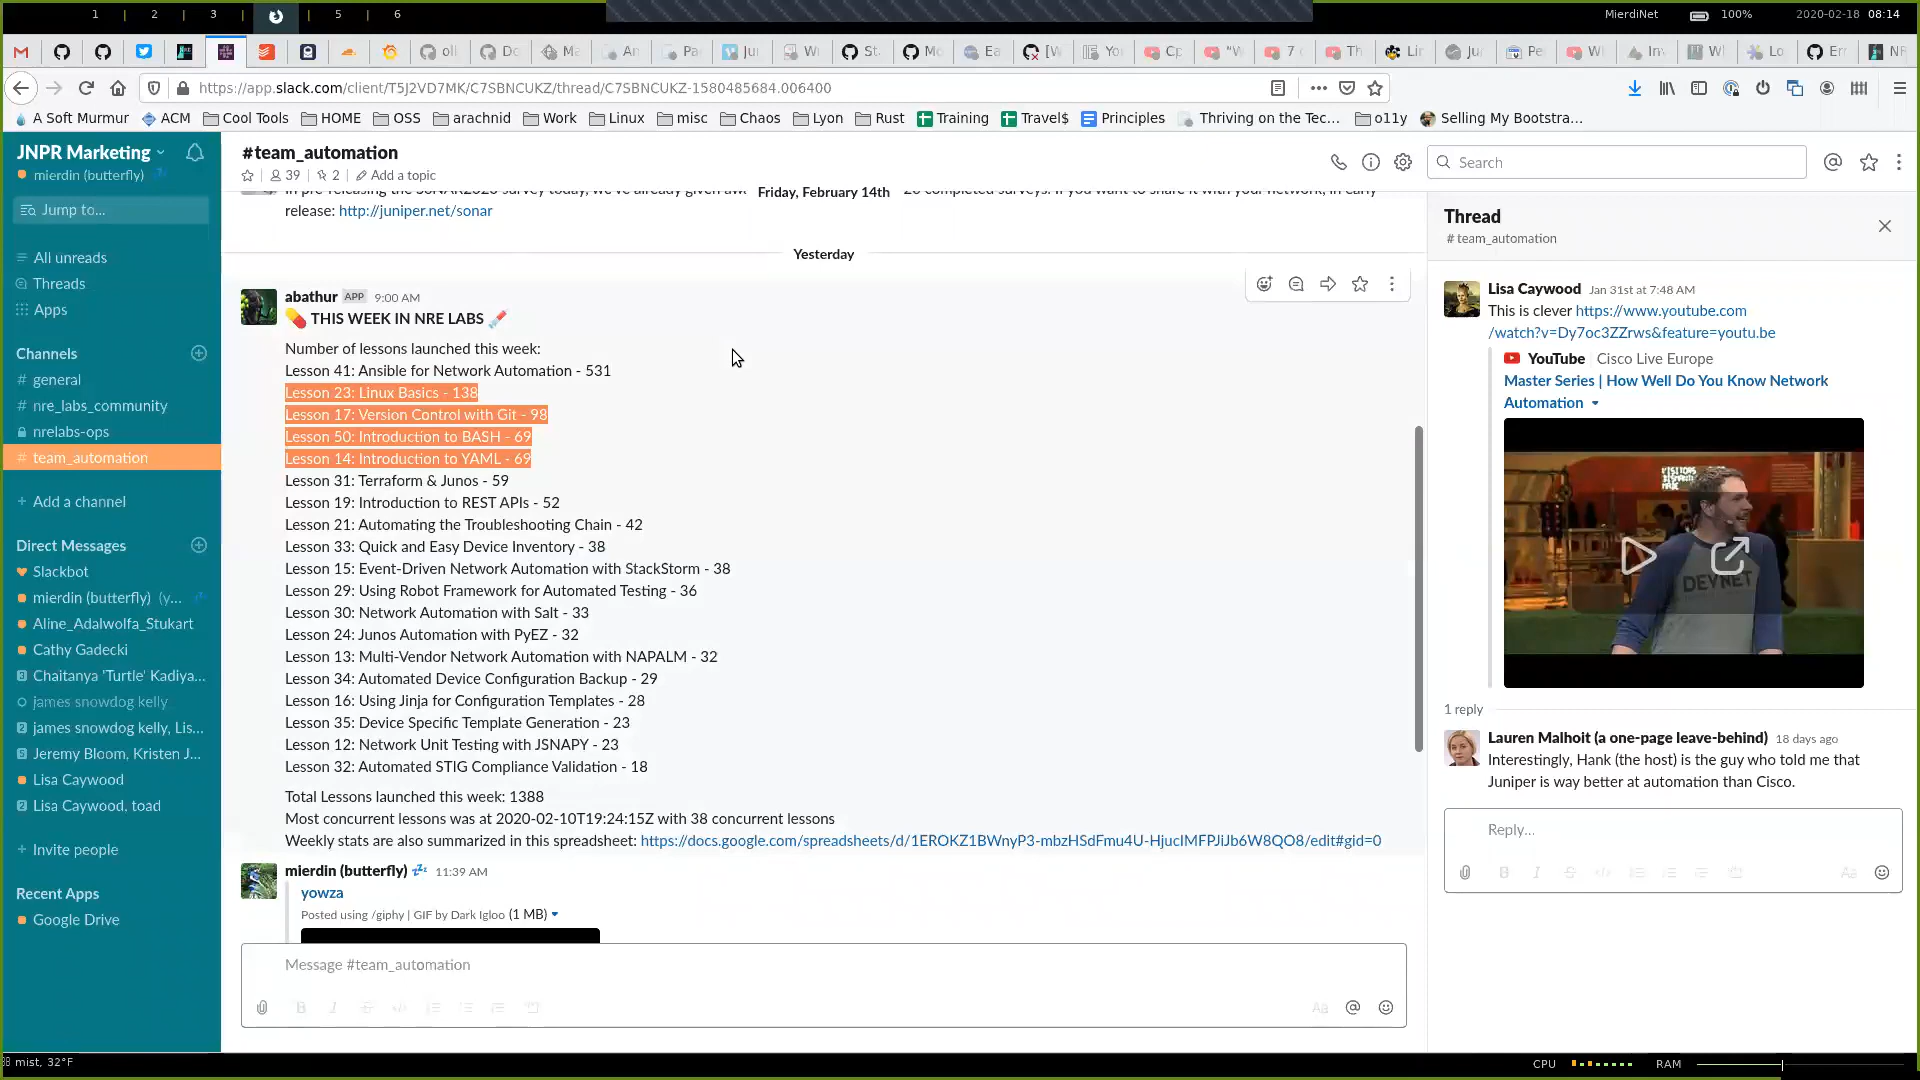 1 | 2 | 3 | | 5 | 6
MierdiNet 100% 2020-02-18 08:14
https://app.slack.com/client/T5J2VD7MK/C7SBNCUKZ/thread/C7SBNCUKZ-1580485684.006400
A Soft Murmur ACM Cool Tools HOME OSS arachnid Work Linux misc Chaos Lyon Rust Training Travel$ Principles Thriving on the Tec... o11y Selling My Bootstra...
JNPR Marketing
mierdin (butterfly)
Jump to...
All unreads
Threads
Apps
Channels
# general
# nre_labs_community
nrelabs-ops
# team_automation
+ Add a channel
Direct Messages
Slackbot
mierdin (butterfly) (y...
Aline_Adalwolfa_Stukart
Cathy Gadecki
3 Chaitanya 'Turtle' Kadiya...
james snowdog kelly
2 james snowdog kelly, Lis...
5 Jeremy Bloom, Kristen J...
Lisa Caywood
2 Lisa Caywood, toad
+ Invite people
Recent Apps
Google Drive
#team_automation
39 2 Add a topic
Search
Friday, February 14th
release: http://juniper.net/sonar
Yesterday
abathur APP 9:00 AM
THIS WEEK IN NRE LABS
Number of lessons launched this week:
Lesson 41: Ansible for Network Automation - 531
Lesson 23: Linux Basics - 138
Lesson 17: Version Control with Git - 98
Lesson 50: Introduction to BASH - 69
Lesson 14: Introduction to YAML - 69
Lesson 31: Terraform & Junos - 59
Lesson 19: Introduction to REST APIs - 52
Lesson 21: Automating the Troubleshooting Chain - 42
Lesson 33: Quick and Easy Device Inventory - 38
Lesson 15: Event-Driven Network Automation with StackStorm - 38
Lesson 29: Using Robot Framework for Automated Testing - 36
Lesson 30: Network Automation with Salt - 33
Lesson 24: Junos Automation with PyEZ - 32
Lesson 13: Multi-Vendor Network Automation with NAPALM - 32
Lesson 34: Automated Device Configuration Backup - 29
Lesson 16: Using Jinja for Configuration Templates - 28
Lesson 35: Device Specific Template Generation - 23
Lesson 12: Network Unit Testing with JSNAPY - 23
Lesson 32: Automated STIG Compliance Validation - 18
Total Lessons launched this week: 1388
Most concurrent lessons was at 2020-02-10T19:24:15Z with 38 concurrent lessons
Weekly stats are also summarized in this spreadsheet: https://docs.google.com/spreadsheets/d/1EROKZ1BWnyP3-mbzHSdFmu4U-HjucIMFPJiJb6W8QO8/edit#gid=0
mierdin (butterfly) 11:39 AM
yowza
Posted using /giphy | GIF by Dark Igloo (1 MB)
Message #team_automation
Thread
# team_automation
Lisa Caywood Jan 31st at 7:48 AM
This is clever https://www.youtube.com
/watch?v=Dy7oc3ZZrws&feature=youtu.be
YouTube Cisco Live Europe
Master Series | How Well Do You Know Network
Automation
DEVNET
1 reply
Lauren Malhoit (a one-page leave-behind) 18 days ago
Interestingly, Hank (the host) is the guy who told me that
Juniper is way better at automation than Cisco.
Reply...
mist, 32°F
CPU RAM